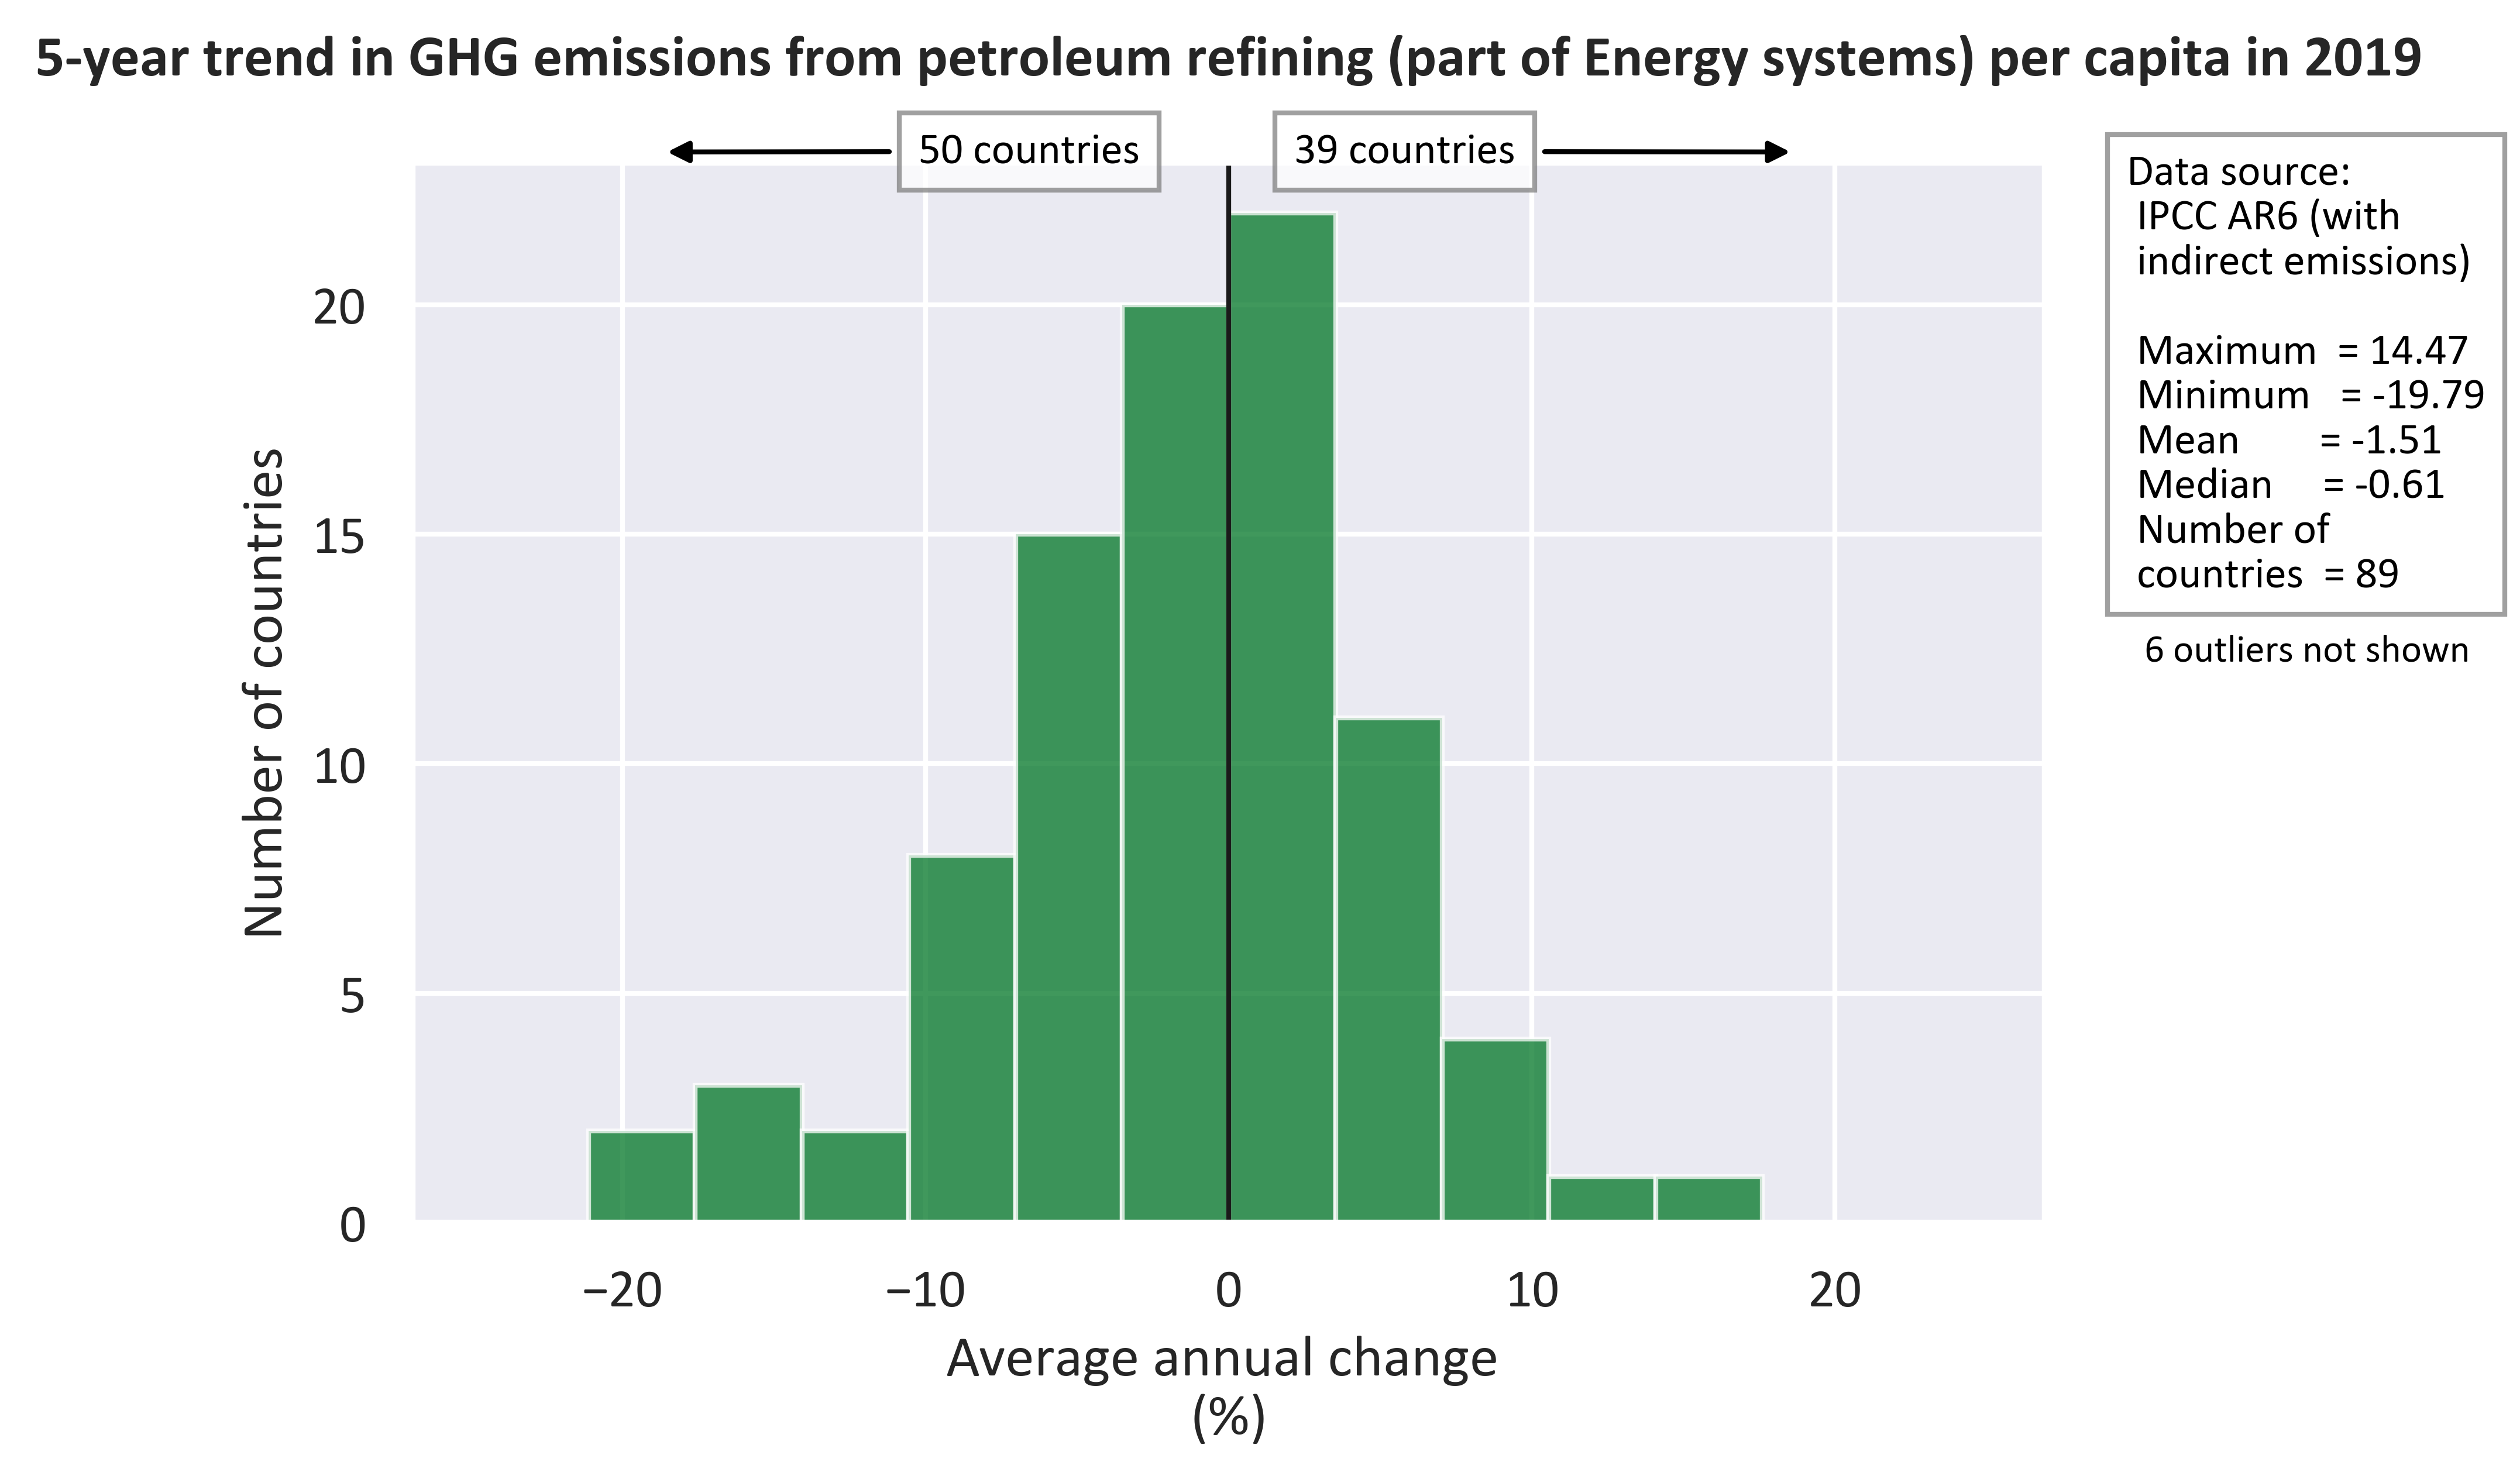 5-year trend in GHG emissions from petroleum refining (part of Energy systems) per capita in 2019
50 countries
39 countries
Data source:
IPCC AR6 (with
indirect emissions)
Maximum = 14.47
Minimum = -19.79
Mean = -1.51
Median = -0.61
Number of
countries = 89
6 outliers not shown
Number of countries
20
15
10
5
0
−20
−10
0
10
20
Average annual change
(%)